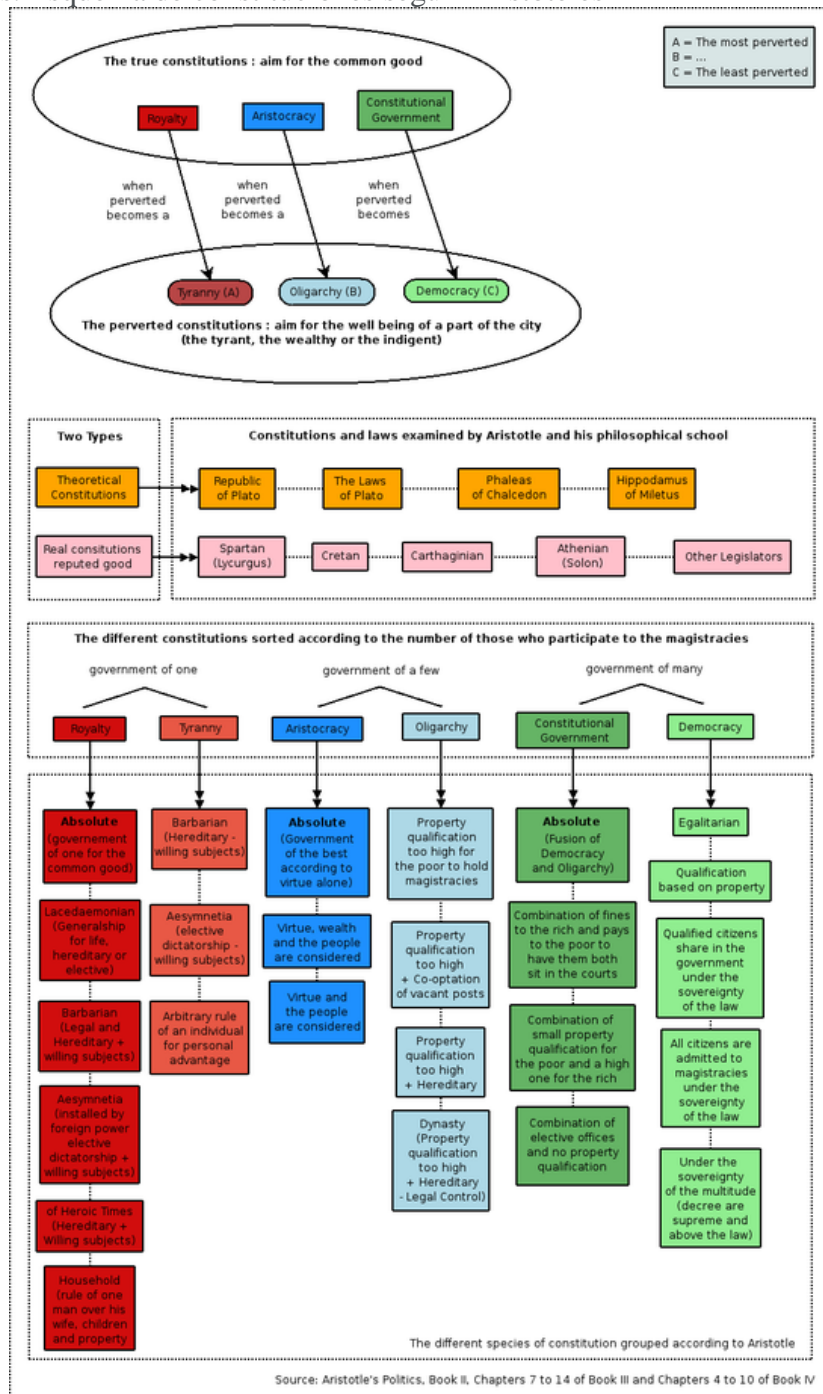 The true constitutions : aim for the common good
A = The most perverted
B = ...
C = The least perverted
Royalty
Aristocracy
Constitutional
Government
when
perverted
becomes a
when
perverted
becomes a
when
perverted
becomes
Tyranny (A)
Oligarchy (B)
Democracy (C)
The perverted constitutions : aim for the well being of a part of the city
(the tyrant, the wealthy or the indigent)
Two Types
Constitutions and laws examined by Aristotle and his philosophical school
Theoretical
Constitutions
Republic
of Plato
The Laws
of Plato
Phaleas
of Chalcedon
Hippodamus
of Miletus
Real consitutions
reputed good
Spartan
(Lycurgus)
Cretan
Carthaginian
Athenian
(Solon)
Other Legislators
The different constitutions sorted according to the number of those who participate to the magistracies
government of one
government of a few
government of many
Royalty
Tyranny
Aristocracy
Oligarchy
Constitutional
Government
Democracy
Absolute
(governement
of one for the
common good)
Lacedaemonian
(Generalship
for life,
hereditary or
elective)
Barbarian
(Legal and
Hereditary +
willing subjects)
Aesymnetia
(installed by
foreign power
elective
dictatorship +
willing subjects)
of Heroic Times
(Hereditary +
Willing subjects)
Household
(rule of one
man over his
wife, children
and property
Barbarian
(Hereditary -
willing subjects)
Aesymnetia
(elective
dictatorship -
willing subjects)
Arbitrary rule
of an individual
for personal
advantage
Absolute
(Government
of the best
according to
virtue alone)
Virtue, wealth
and the people
are considered
Virtue and
the people
are considered
Property
qualification
too high for
the poor to hold
magistracies
Property
qualification
too high
+ Co-optation
of vacant posts
Property
qualification
too high
+ Hereditary
Dynasty
(Property
qualification
too high
+ Hereditary
- Legal Control)
Absolute
(Fusion of
Democracy
and Oligarchy)
Combination of fines
to the rich and pays
to the poor to
have them both
sit in the courts
Combination of
small property
qualification for
the poor and a high
one for the rich
Combination of
elective offices
and no property
qualification
Egalitarian
Qualification
based on property
Qualified citizens
share in the
government
under the
sovereignty
of the law
All citizens are
admitted to
magistracies
under the
sovereignty
of the law
Under the
sovereignty
of the multitude
(decree are
supreme and
above the law)
The different species of constitution grouped according to Aristotle
Source: Aristotle's Politics, Book II, Chapters 7 to 14 of Book III and Chapters 4 to 10 of Book IV